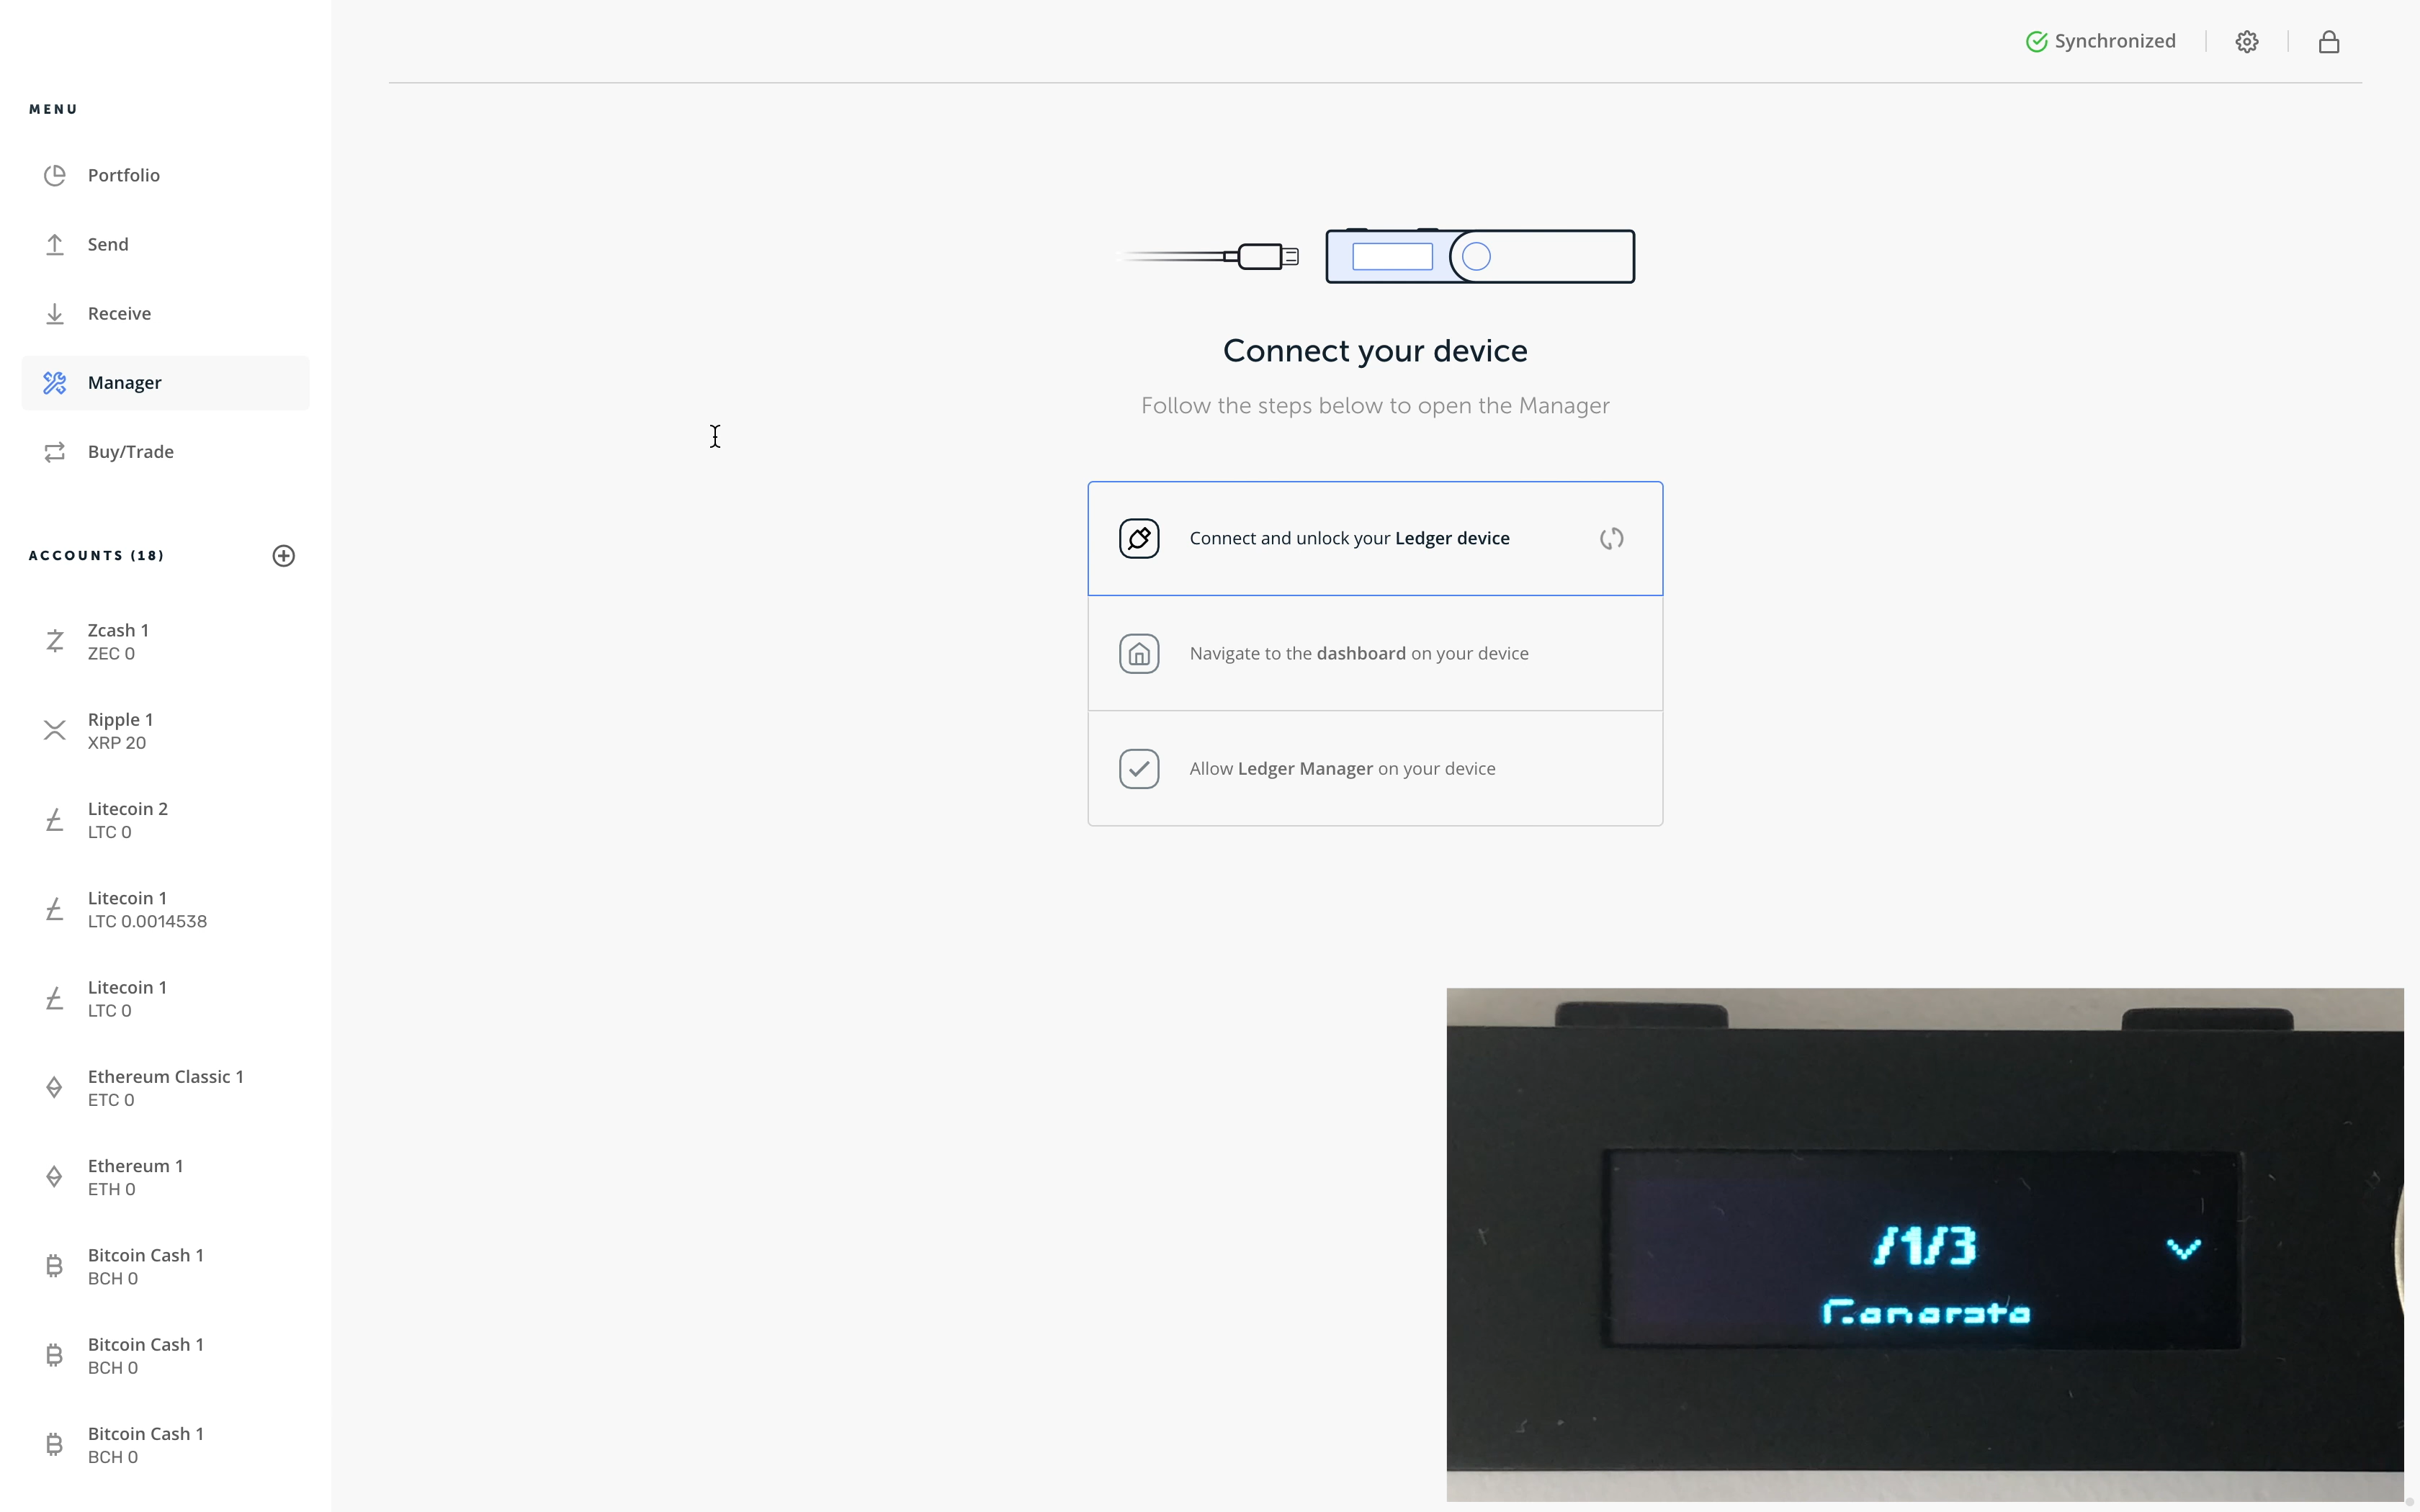 Synchronized
MENU
Portfolio
Send
Receive
Manager
Buy/Trade
ACCOUNTS (18)
Zcash 1
ZEC 0
Ripple 1
XRP 20
Litecoin 2
LTC 0
Litecoin 1
LTC 0.0014538
Litecoin 1
LTC 0
Ethereum Classic 1
ETC 0
Ethereum 1
ETH 0
Bitcoin Cash 1
BCH 0
Bitcoin Cash 1
BCH 0
Bitcoin Cash 1
BCH 0
Connect your device
Follow the steps below to open the Manager
Connect and unlock your Ledger device
Navigate to the dashboard on your device
Allow Ledger Manager on your device
/1/3